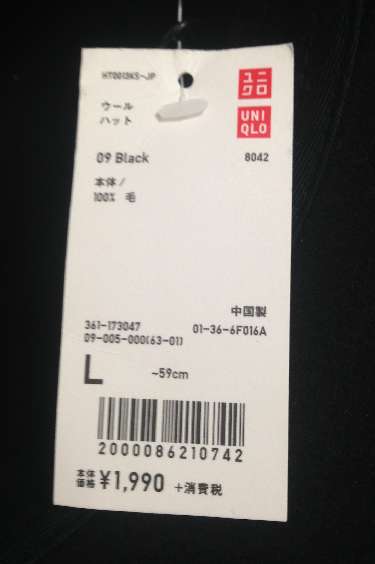 HT0013KS~JP
ユニ
クロ
UNI
QLO
ウール
ハット
09 Black
8042
本体/
100% 毛
中国製
361-173047
01-36-6F016A
09-005-000(63-01)
L
~59cm
2000086210742
本体
価格 ¥1,990 +消費税